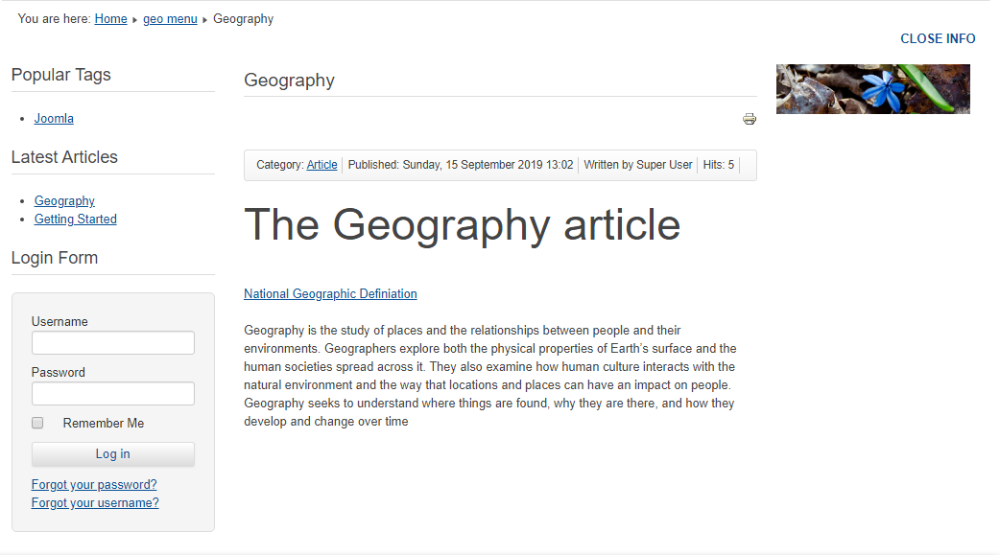 You are here: Home geo menu Geography
CLOSE INFO
Popular Tags
Joomla
Latest Articles
Geography
Getting Started
Login Form
Username
Password
Remember Me
Log in
Forgot your password?
Forgot your username?
Geography
Category: Article Published: Sunday, 15 September 2019 13:02 Written by Super User Hits: 5
The Geography article
National Geographic Definiation
Geography is the study of places and the relationships between people and their
environments. Geographers explore both the physical properties of Earth's surface and the
human societies spread across it. They also examine how human culture interacts with the
natural environment and the way that locations and places can have an impact on people.
Geography seeks to understand where things are found, why they are there, and how they
develop and change over time